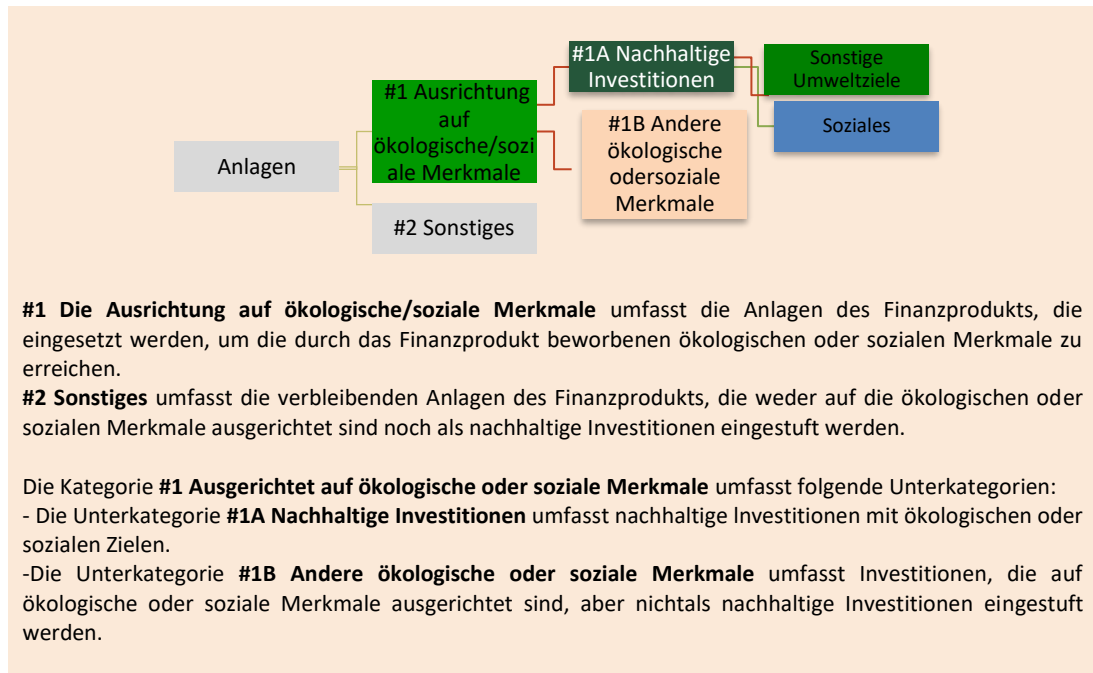 #1A Nachhaltige
Investitionen
Sonstige
Umweltziele
#1 Ausrichtung
auf
ökologische/sozi
ale Merkmale
#1B Andere
ökologische
odersoziale
Merkmale
Soziales
Anlagen
#2 Sonstiges
#1 Die Ausrichtung auf ökologische/soziale Merkmale umfasst die Anlagen des Finanzprodukts, die
eingesetzt werden, um die durch das Finanzprodukt beworbenen ökologischen oder sozialen Merkmale zu
erreichen.
#2 Sonstiges umfasst die verbleibenden Anlagen des Finanzprodukts, die weder auf die ökologischen oder
sozialen Merkmale ausgerichtet sind noch als nachhaltige Investitionen eingestuft werden.
Die Kategorie #1 Ausgerichtet auf ökologische oder soziale Merkmale umfasst folgende Unterkategorien:
- Die Unterkategorie #1A Nachhaltige Investitionen umfasst nachhaltige Investitionen mit ökologischen oder
sozialen Zielen.
-Die Unterkategorie #1B Andere ökologische oder soziale Merkmale umfasst Investitionen, die auf
ökologische oder soziale Merkmale ausgerichtet sind, aber nichtals nachhaltige Investitionen eingestuft
werden.